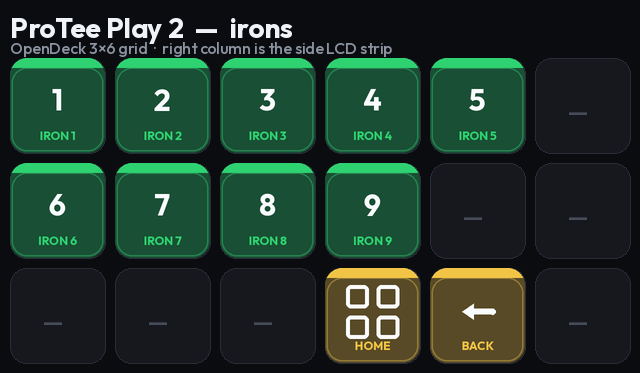 ProTee Play 2 — irons
OpenDeck 3×6 grid · right column is the side LCD strip
1 2 3 4 5
IRON 1 IRON 2 IRON 3 IRON 4 IRON 5 —
6 7 8 9
IRON 6 IRON 7 IRON 8 IRON 9 — —
— — — HOME BACK —